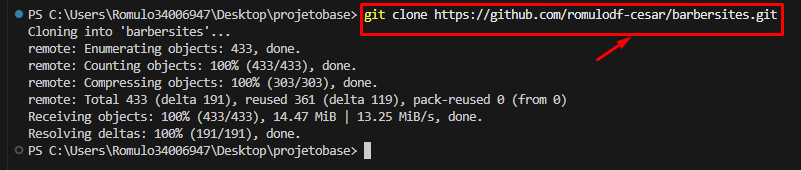 PS C:\Users\Romulo34006947\Desktop\projetobase> git clone https://github.com/romulodf-cesar/barbersites.git
Cloning into 'barbersites'...
remote: Enumerating objects: 433, done.
remote: Counting objects: 100% (433/433), done.
remote: Compressing objects: 100% (303/303), done.
remote: Total 433 (delta 191), reused 361 (delta 119), pack-reused 0 (from 0)
Receiving objects: 100% (433/433), 14.47 MiB | 13.25 MiB/s, done.
Resolving deltas: 100% (191/191), done.
PS C:\Users\Romulo34006947\Desktop\projetobase>